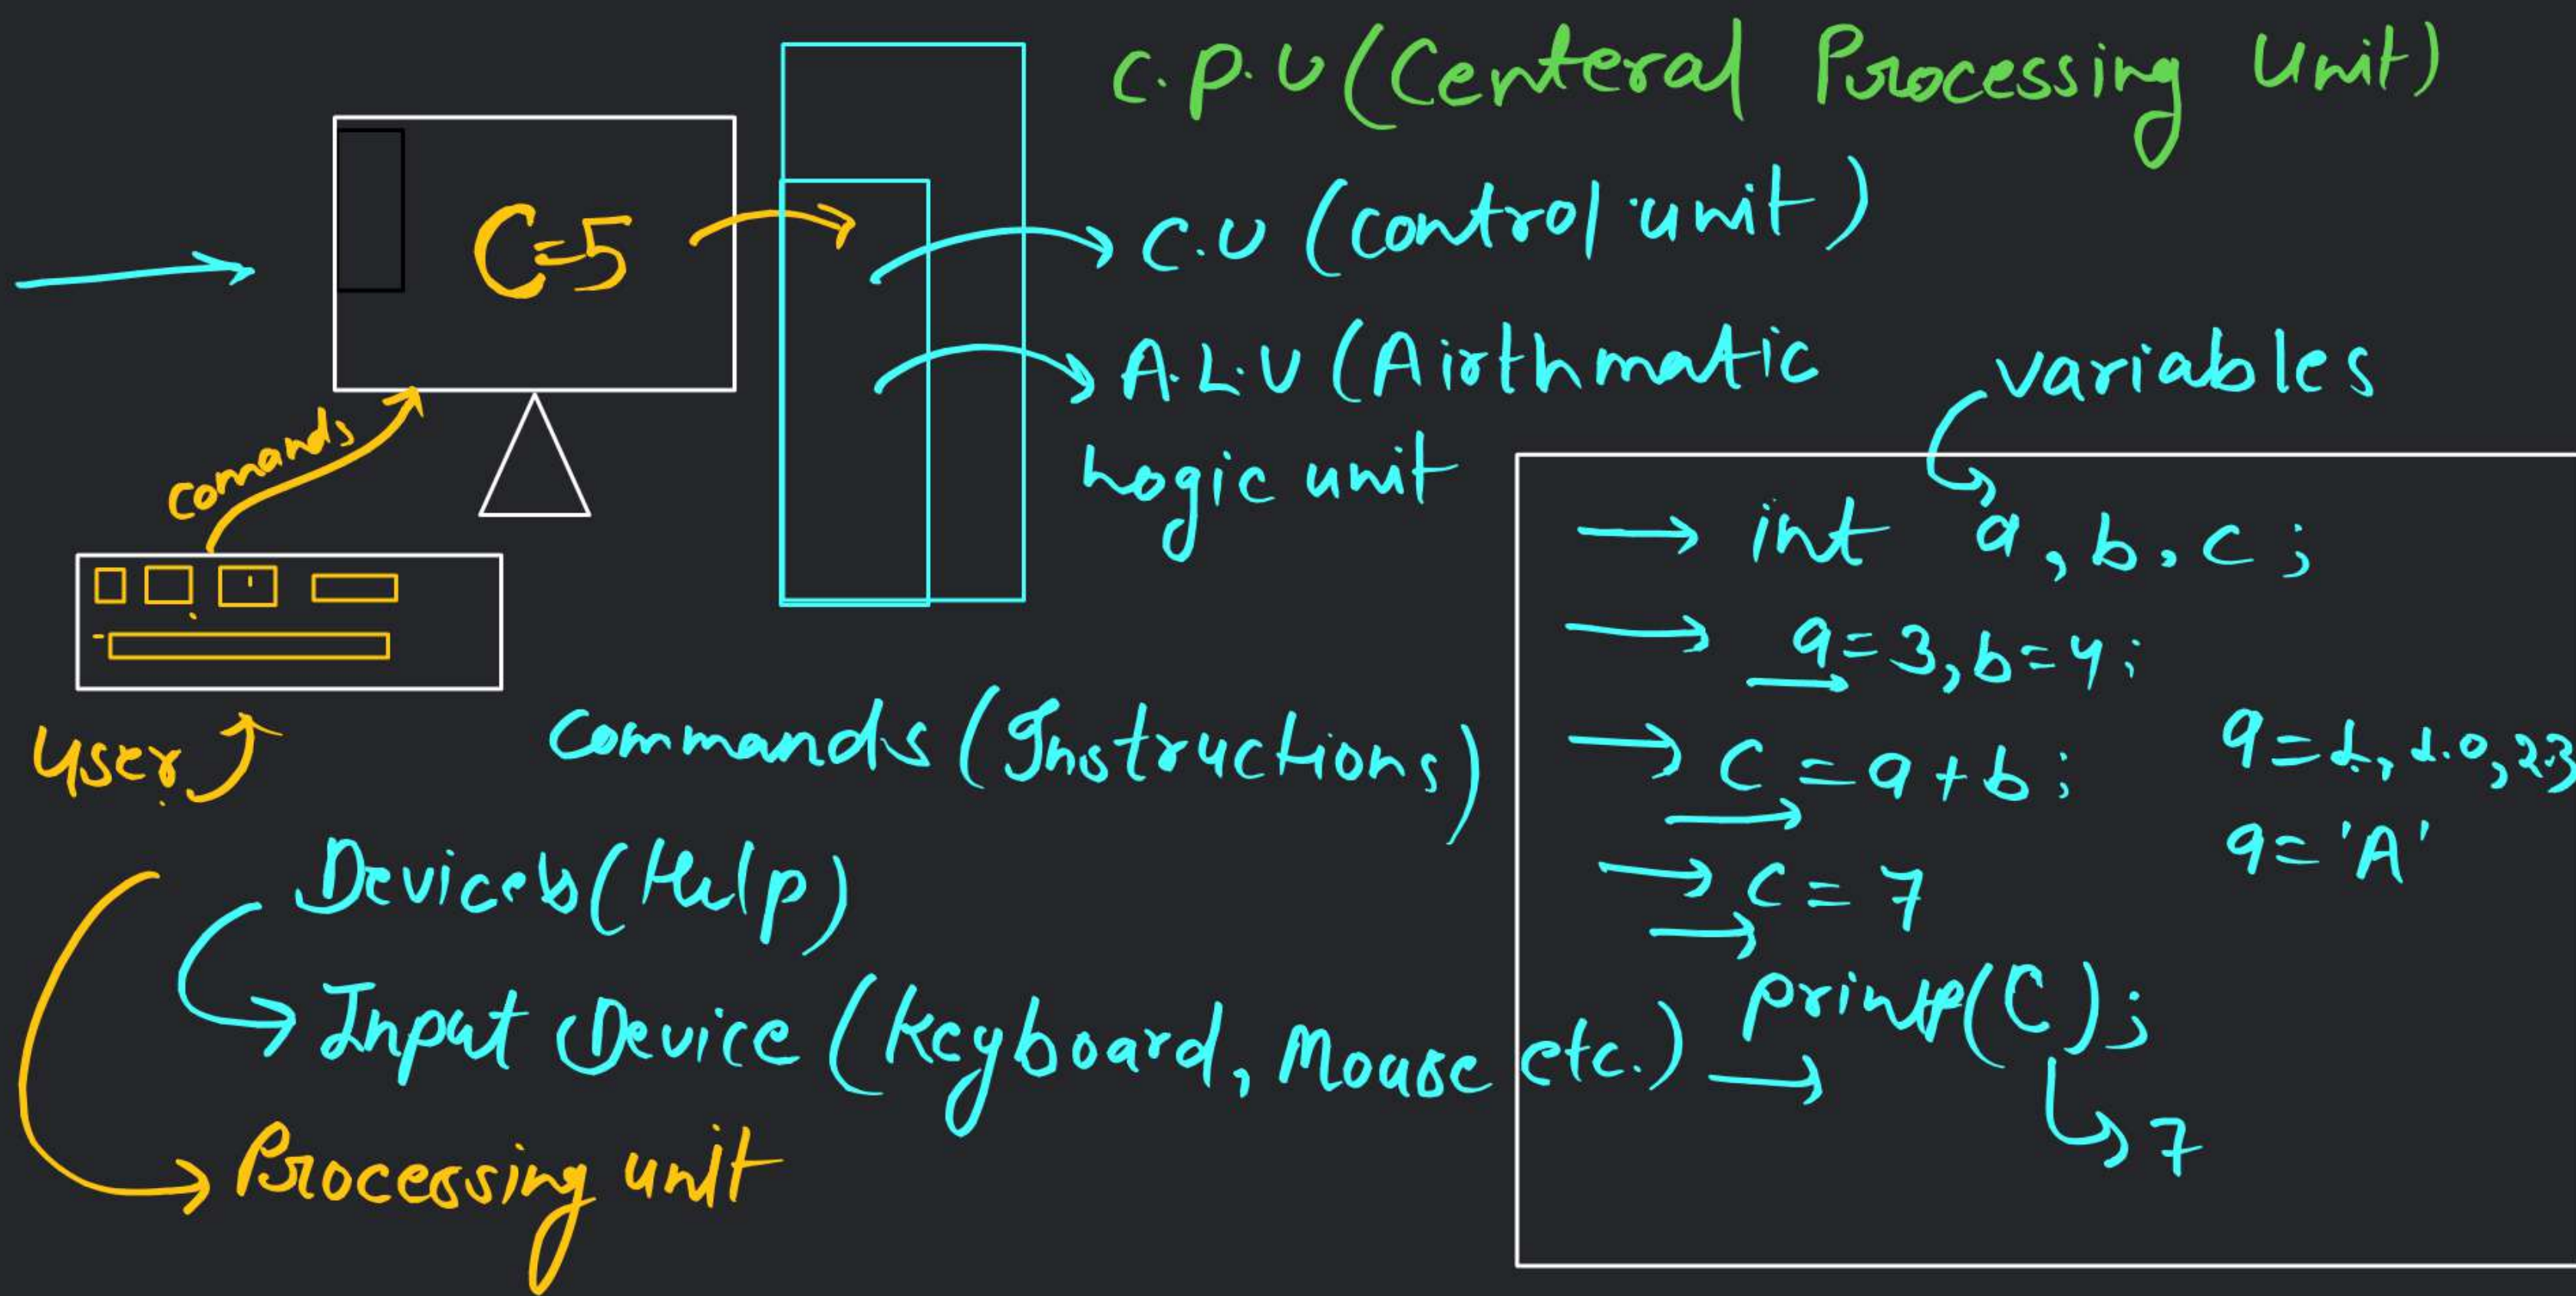 C.P.U (Centeral Processing Unit)
C=5
C.U (control unit)
A.L.U (Airthmatic
Logic unit
variables
comands
int a, b, c ;
a=3, b=4 ;
user
commands (Instructions)
C = a + b ;
a=1, 1.0, 2.3
Devices (Help)
C = 7
a= 'A'
Input Device (Keyboard, Mouse etc.)
printf(C) ;
7
Processing unit